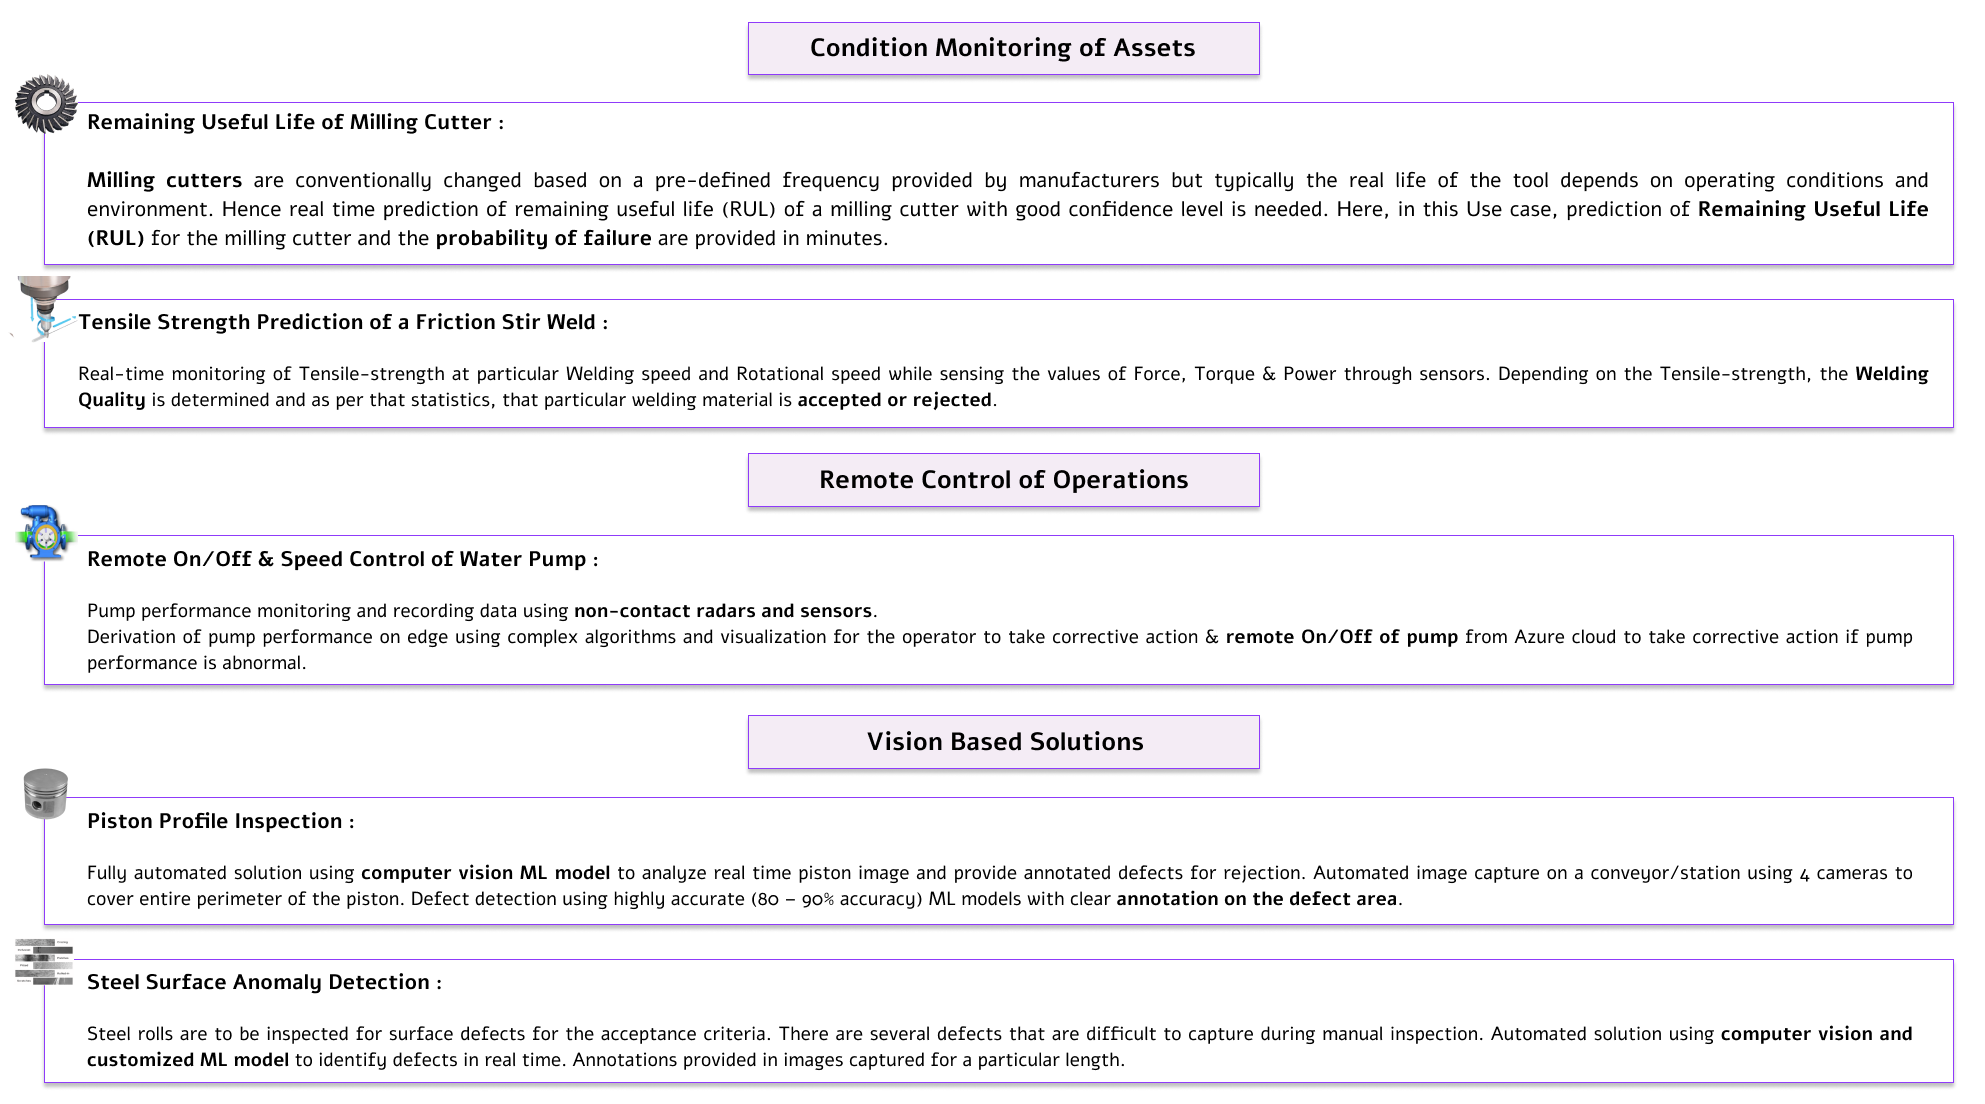 Condition Monitoring of Assets
Remaining Useful Life of Milling Cutter :
Milling cutters are conventionally changed based on a pre-defined frequency provided by manufacturers but typically the real life of the tool depends on operating conditions and
environment. Hence real time prediction of remaining useful life (RUL) of a milling cutter with good confidence level is needed. Here, in this Use case, prediction of Remaining Useful Life
(RUL) for the milling cutter and the probability of failure are provided in minutes.
Tensile Strength Prediction of a Friction Stir Weld :
Real-time monitoring of Tensile-strength at particular Welding speed and Rotational speed while sensing the values of Force, Torque & Power through sensors. Depending on the Tensile-strength, the Welding
Quality is determined and as per that statistics, that particular welding material is accepted or rejected.
Remote Control of Operations
Remote On/Off & Speed Control of Water Pump :
Pump performance monitoring and recording data using non-contact radars and sensors.
Derivation of pump performance on edge using complex algorithms and visualization for the operator to take corrective action & remote On/Off of pump from Azure cloud to take corrective action if pump
performance is abnormal.
Vision Based Solutions
Piston Profile Inspection :
Fully automated solution using computer vision ML model to analyze real time piston image and provide annotated defects for rejection. Automated image capture on a conveyor/station using 4 cameras to
cover entire perimeter of the piston. Defect detection using highly accurate (80 – 90% accuracy) ML models with clear annotation on the defect area.
Steel Surface Anomaly Detection :
Steel rolls are to be inspected for surface defects for the acceptance criteria. There are several defects that are difficult to capture during manual inspection. Automated solution using computer vision and
customized ML model to identify defects in real time. Annotations provided in images captured for a particular length.